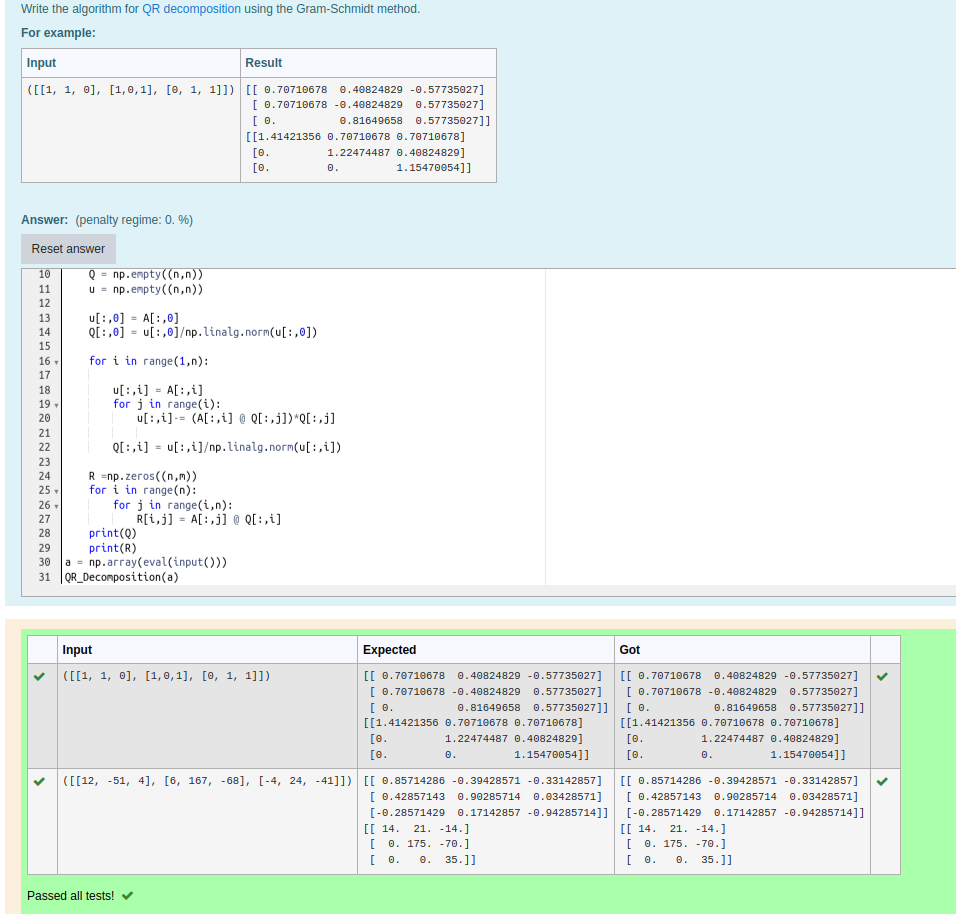 Write the algorithm for QR decomposition using the Gram-Schmidt method.
For example:
Input Result
([[1, 1, 0], [1,0,1], [0, 1, 1]]) [[ 0.70710678  0.40824829 -0.57735027]
 [ 0.70710678 -0.40824829  0.57735027]
 [ 0.          0.81649658  0.57735027]]
[[1.41421356 0.70710678 0.70710678]
 [0.         1.22474487 0.40824829]
 [0.         0.         1.15470054]]
Answer: (penalty regime: 0. %)
Reset answer
10     Q = np.empty((n,n))
11     u = np.empty((n,n))
12
13     u[:,0] = A[:,0]
14     Q[:,0] = u[:,0]/np.linalg.norm(u[:,0])
15
16     for i in range(1,n):
17
18         u[:,i] = A[:,i]
19         for j in range(i):
20             u[:,i]-= (A[:,i] @ Q[:,j])*Q[:,j]
21
22         Q[:,i] = u[:,i]/np.linalg.norm(u[:,i])
23
24     R =np.zeros((n,m))
25     for i in range(n):
26         for j in range(i,n):
27             R[i,j] = A[:,j] @ Q[:,i]
28     print(Q)
29     print(R)
30 a = np.array(eval(input()))
31 QR_Decomposition(a)
Input Expected Got
([[1, 1, 0], [1,0,1], [0, 1, 1]]) [[ 0.70710678  0.40824829 -0.57735027] [[ 0.70710678  0.40824829 -0.57735027]
 [ 0.70710678 -0.40824829  0.57735027]  [ 0.70710678 -0.40824829  0.57735027]
 [ 0.          0.81649658  0.57735027]]  [ 0.          0.81649658  0.57735027]]
[[1.41421356 0.70710678 0.70710678] [[1.41421356 0.70710678 0.70710678]
 [0.         1.22474487 0.40824829]  [0.         1.22474487 0.40824829]
 [0.         0.         1.15470054]]  [0.         0.         1.15470054]]
([[12, -51, 4], [6, 167, -68], [-4, 24, -41]]) [[ 0.85714286 -0.39428571 -0.33142857] [[ 0.85714286 -0.39428571 -0.33142857]
 [ 0.42857143  0.90285714  0.03428571]  [ 0.42857143  0.90285714  0.03428571]
 [-0.28571429  0.17142857 -0.94285714]]  [-0.28571429  0.17142857 -0.94285714]]
[[ 14.  21. -14.] [[ 14.  21. -14.]
 [  0. 175. -70.]  [  0. 175. -70.]
 [  0.   0.  35.]]  [  0.   0.  35.]]
Passed all tests!